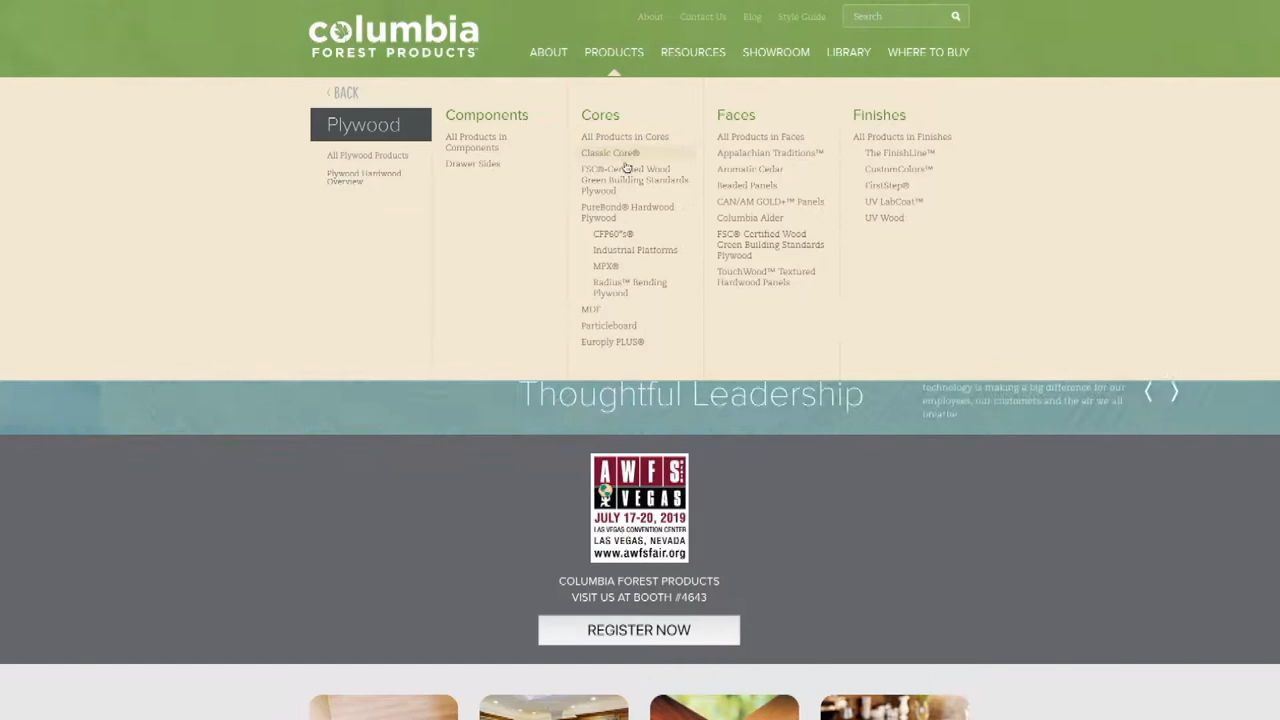 columbia
FOREST PRODUCTS
About
Contact Us
Blog
Style Guide
Search
ABOUT
PRODUCTS
RESOURCES
SHOWROOM
LIBRARY
WHERE TO BUY
‹ BACK
Plywood
All Plywood Products
Plywood Hardwood
Overview
Components
All Products in
Components
Drawer Sides
Cores
All Products in Cores
Classic Core®
FSC®-Certified Wood
Green Building Standards
Plywood
PureBond® Hardwood
Plywood
CFP60"s®
Industrial Platforms
MPX®
Radius™ Bending
Plywood
MDF
Particleboard
Europly PLUS®
Faces
All Products in Faces
Appalachian Traditions™
Aromatic Cedar
Beaded Panels
CAN/AM GOLD+™ Panels
Columbia Alder
FSC® Certified Wood
Green Building Standards
Plywood
TouchWood™ Textured
Hardwood Panels
Finishes
All Products in Finishes
The FinishLine™
CustomColors™
FirstStep®
UV LabCoat™
UV Wood
Thoughtful Leadership
technology is making a big difference for our
employees, our customers and the air we all
breathe
AWFS
VEGAS
JULY 17-20, 2019
LAS VEGAS CONVENTION CENTER
LAS VEGAS, NEVADA
www.awfsfair.org
COLUMBIA FOREST PRODUCTS
VISIT US AT BOOTH #4643
REGISTER NOW